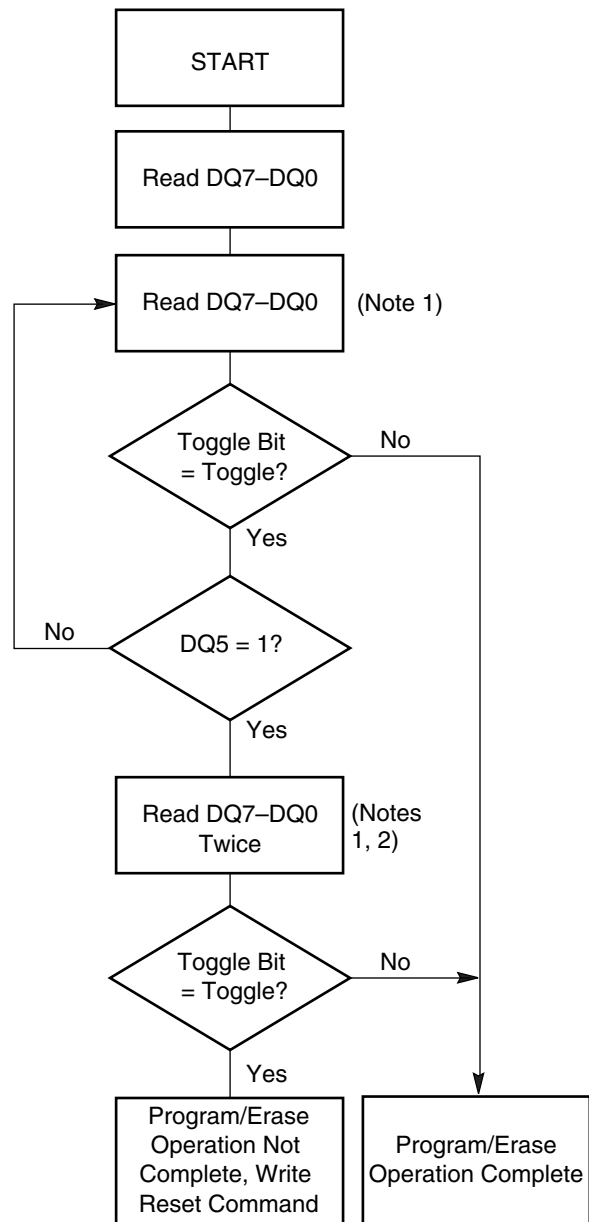 START
Read DQ7–DQ0
Read DQ7–DQ0
(Note 1)
Toggle Bit
= Toggle?
No
Yes
No
DQ5 = 1?
Yes
Read DQ7–DQ0
Twice
(Notes
1, 2)
Toggle Bit
= Toggle?
No
Yes
Program/Erase
Operation Not
Complete, Write
Reset Command
Program/Erase
Operation Complete